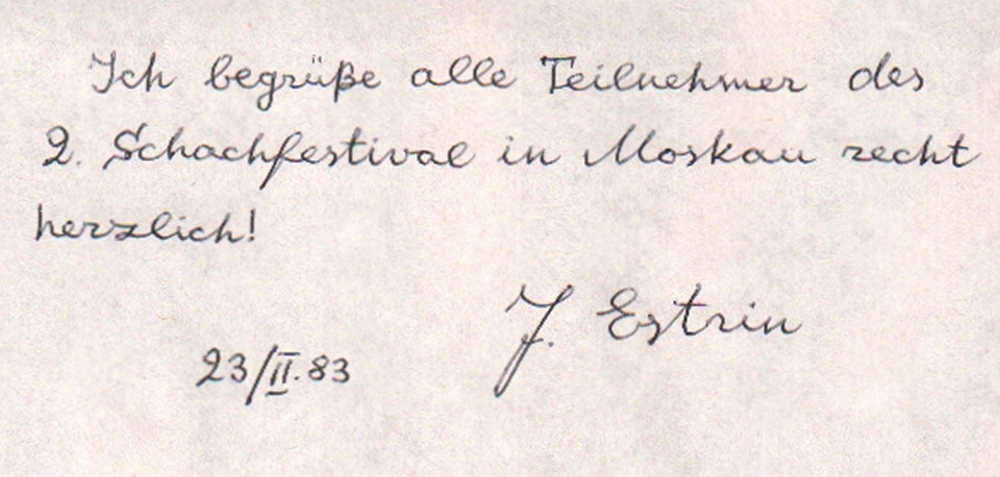 Ich begrüße alle Teilnehmer des
2. Schachfestival in Moskau recht
herzlich!
J. Estrin
23/II.83